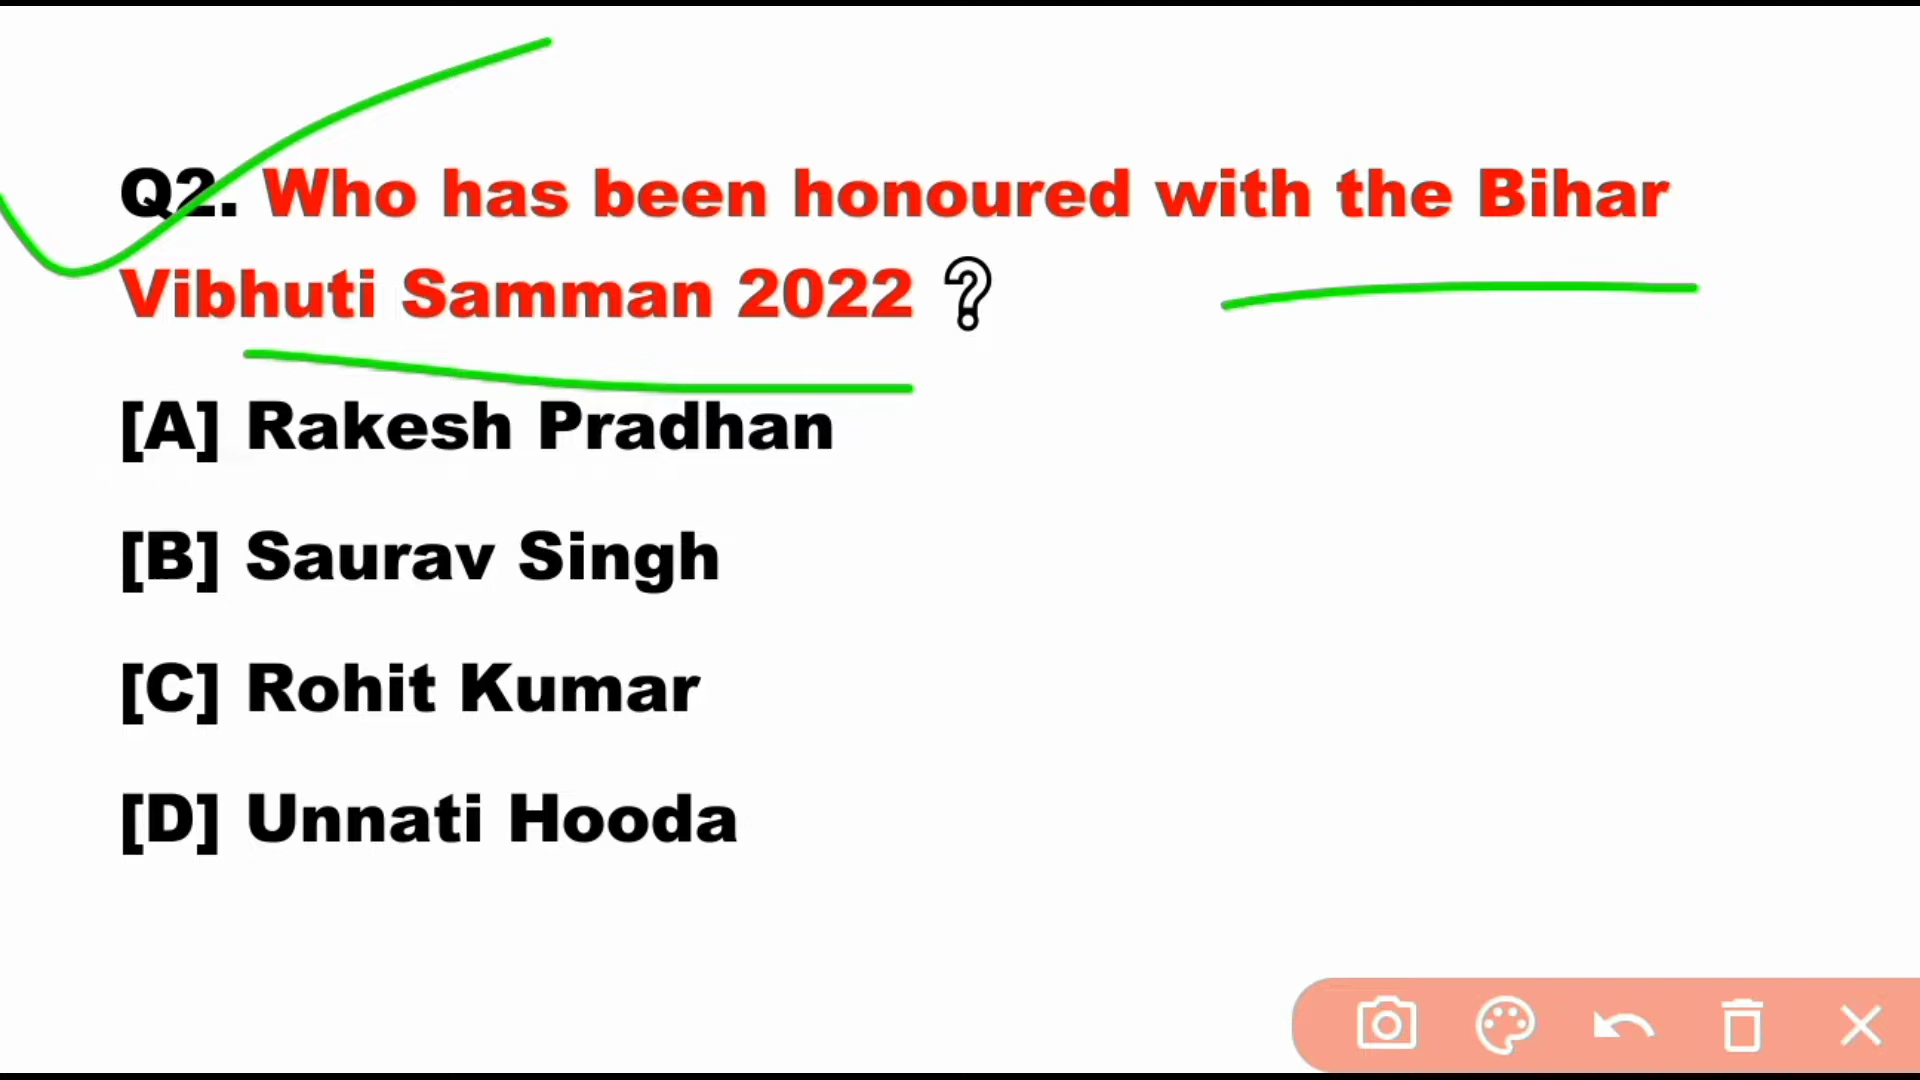 Q2. Who has been honoured with the Bihar
Vibhuti Samman 2022 ?
[A] Rakesh Pradhan
[B] Saurav Singh
[C] Rohit Kumar
[D] Unnati Hooda